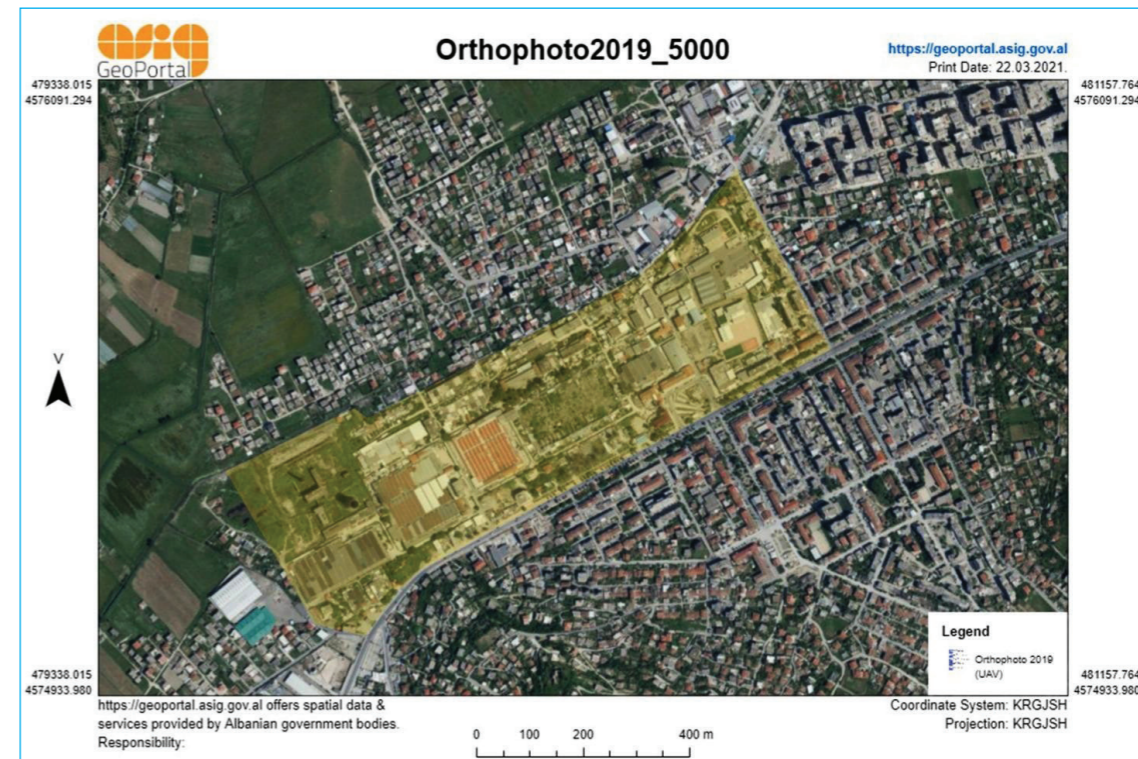 asig
GeoPortal
Orthophoto2019_5000
https://geoportal.asig.gov.al
Print Date: 22.03.2021.
479338.015
4576091.294
481157.764
4576091.294
V
Legend
Orthophoto 2019
(UAV)
479338.015
4574933.980
481157.764
4574933.980
https://geoportal.asig.gov.al offers spatial data &
services provided by Albanian government bodies.
Responsibility:
0 100 200 400 m
Coordinate System: KRGJSH
Projection: KRGJSH